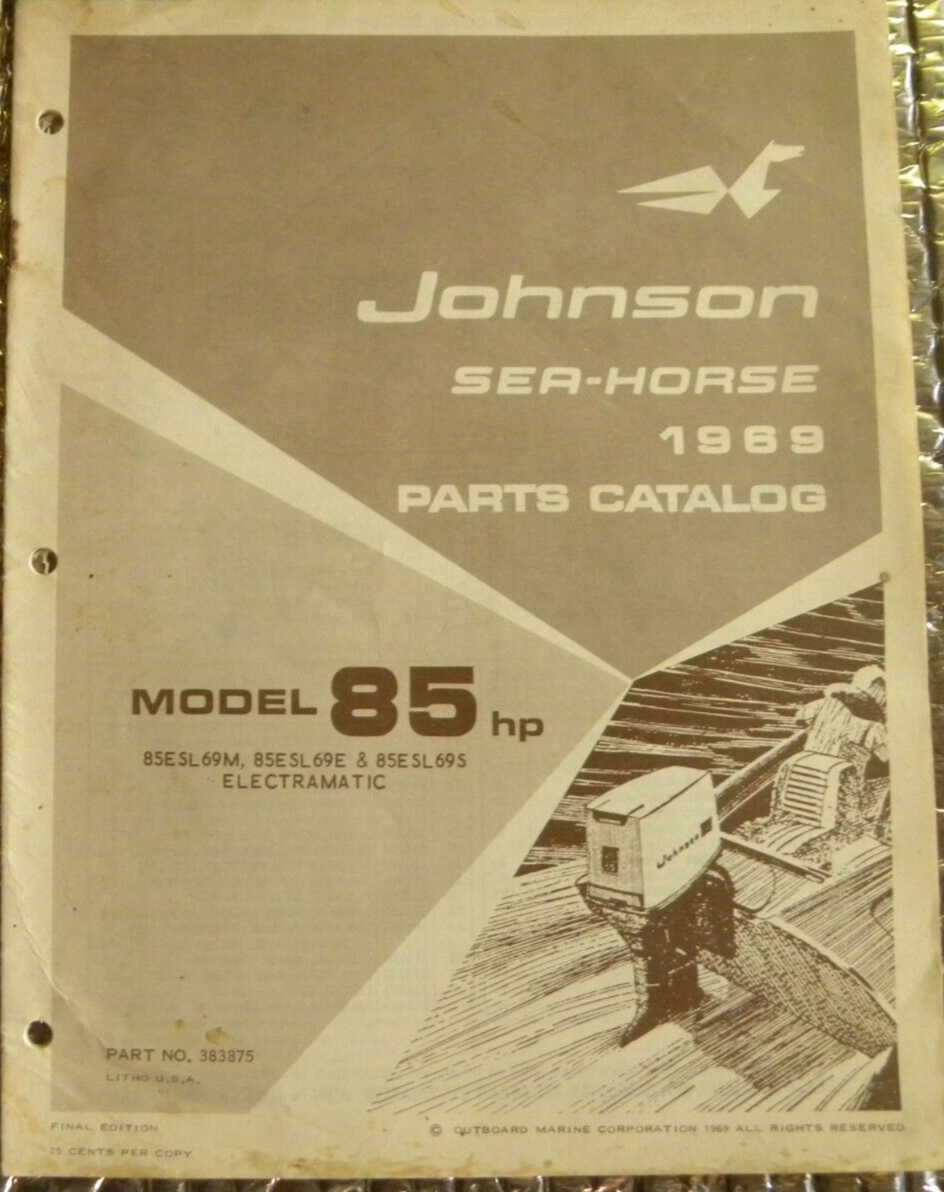 Johnson
SEA-HORSE
1969
PARTS CATALOG
MODEL 85 hp
85ESL69M, 85ESL69E & 85ESL69S
ELECTRAMATIC
Johnson
PART NO. 383875
LITHO U.S.A.
FINAL EDITION
© OUTBOARD MARINE CORPORATION 1969 ALL RIGHTS RESERVED
25 CENTS PER COPY